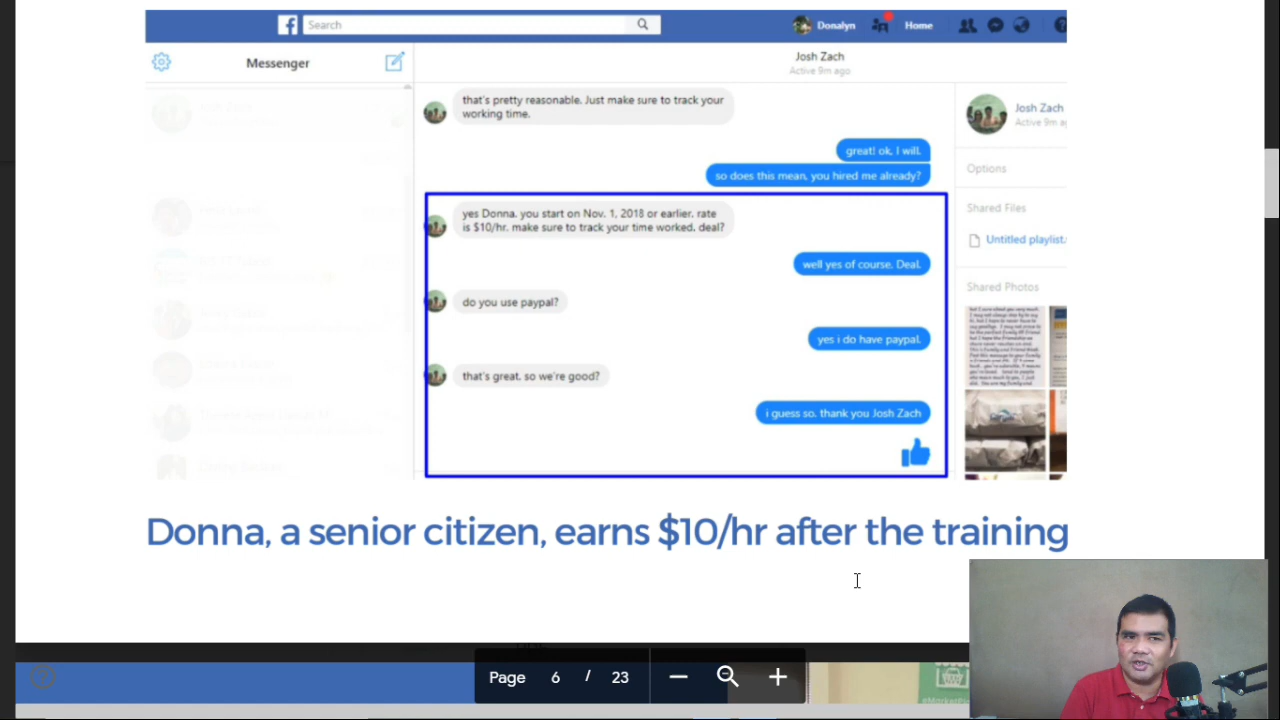 Search
Donalyn
Home
Messenger
Josh Zach
Active 9m ago
that's pretty reasonable. Just make sure to track your
working time.
great! ok, I will.
so does this mean, you hired me already?
yes Donna. you start on Nov. 1, 2018 or earlier. rate
is $10/hr. make sure to track your time worked. deal?
well yes of course. Deal.
do you use paypal?
yes i do have paypal.
that's great. so we're good?
i guess so. thank you Josh Zach
Josh Zach
Active 9m ag
Options
Shared Files
Untitled playlist.
Shared Photos
Donna, a senior citizen, earns $10/hr after the training
Page 6 / 23